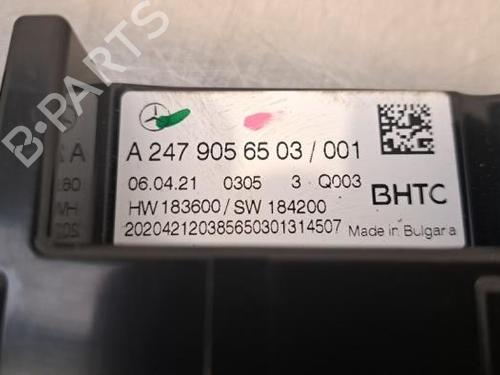 A 247 905 65 03 / 001
06.04.21 0305 3 Q003
BHTC
HW 183600 / SW 184200
202042120385650301314507 Made in Bulgaria
B-PARTS